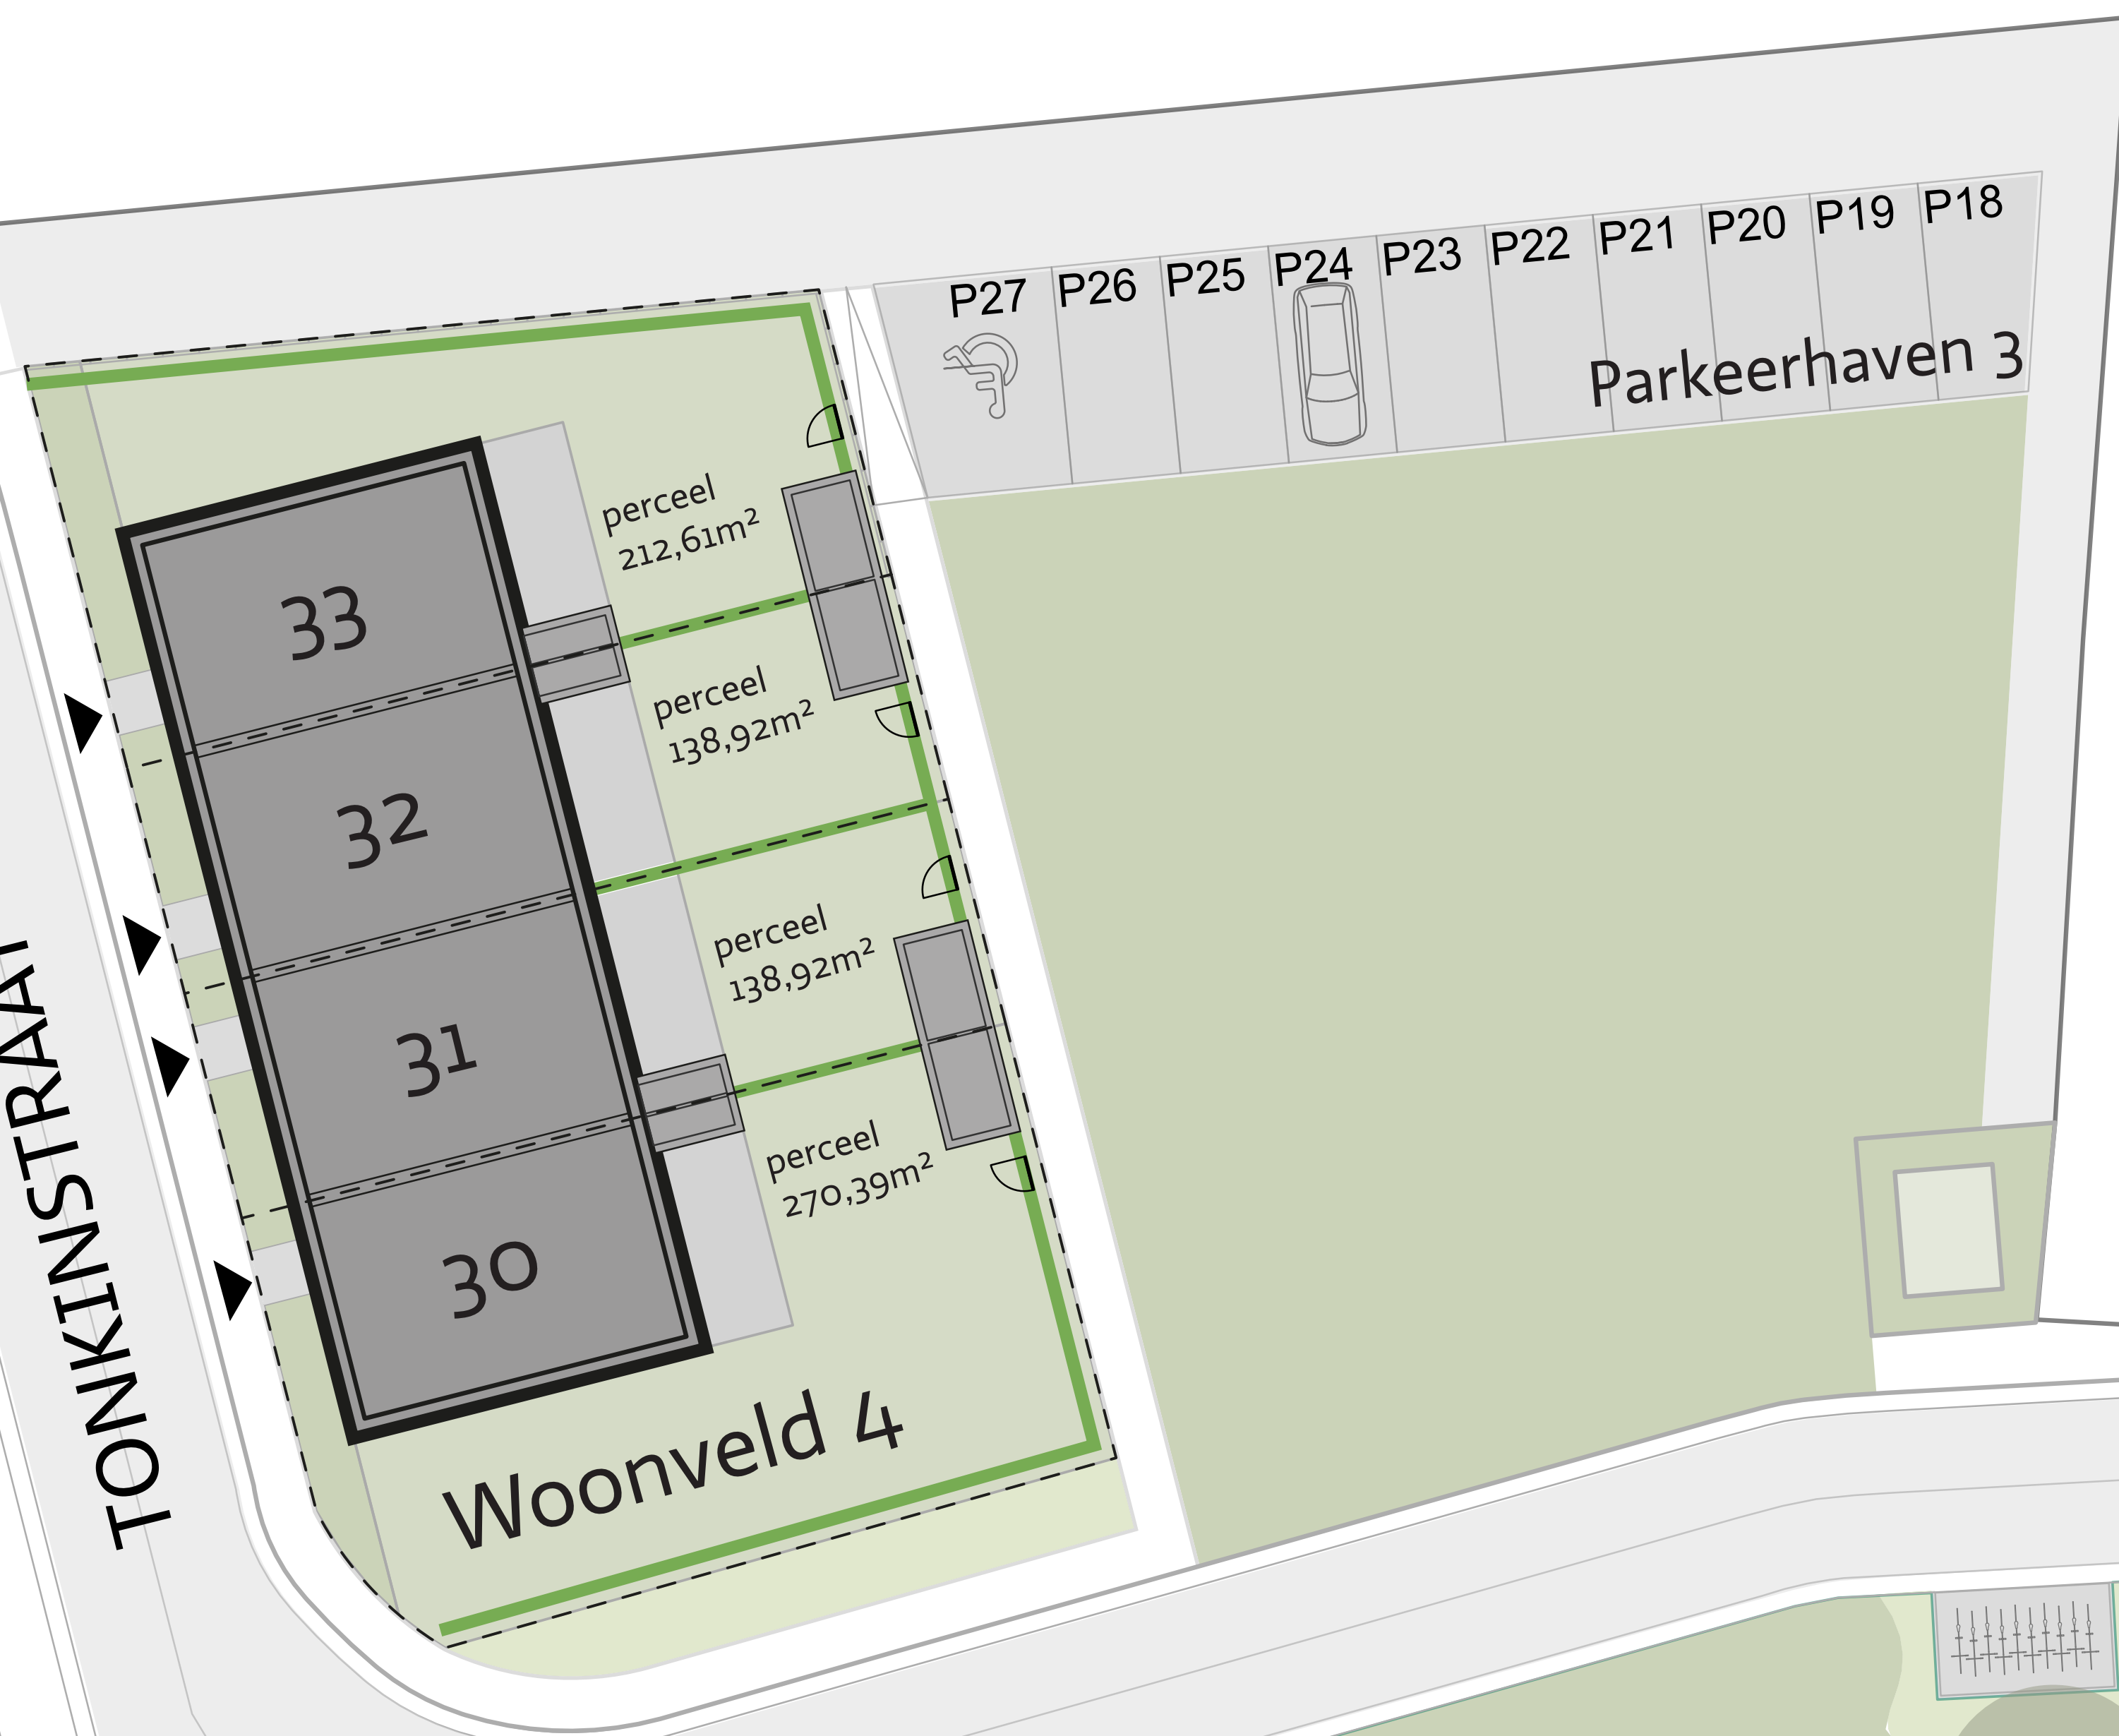 P27
P26
P25
P24
P23
P22
P21
P20
P19
P18
Parkeerhaven 3
33
perceel
212,61m²
32
perceel
138,92m²
31
perceel
138,92m²
30
perceel
270,39m²
Woonveld 4
TONKINSTRAAT